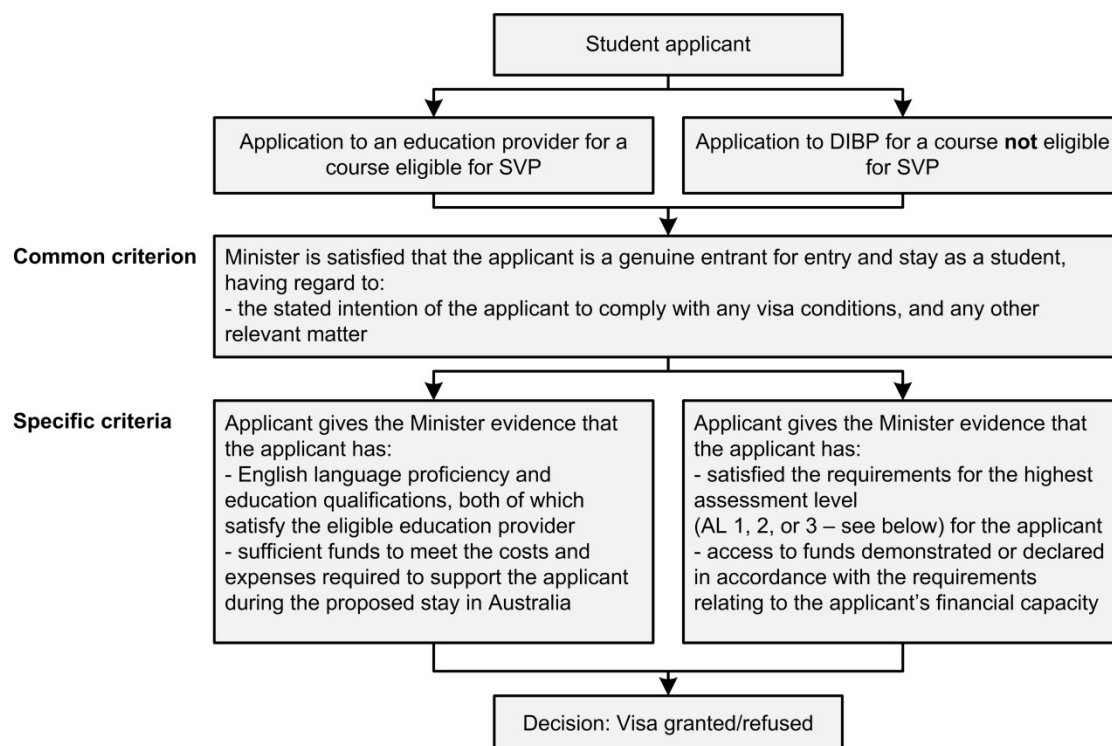 Student applicant
Application to an education provider for a
course eligible for SVP
Application to DIBP for a course not eligible
for SVP
Common criterion
Minister is satisfied that the applicant is a genuine entrant for entry and stay as a student,
having regard to:
- the stated intention of the applicant to comply with any visa conditions, and any other
relevant matter
Specific criteria
Applicant gives the Minister evidence that
the applicant has:
- English language proficiency and
education qualifications, both of which
satisfy the eligible education provider
- sufficient funds to meet the costs and
expenses required to support the applicant
during the proposed stay in Australia
Applicant gives the Minister evidence that
the applicant has:
- satisfied the requirements for the highest
assessment level
(AL 1, 2, or 3 – see below) for the applicant
- access to funds demonstrated or declared
in accordance with the requirements
relating to the applicant’s financial capacity
Decision: Visa granted/refused